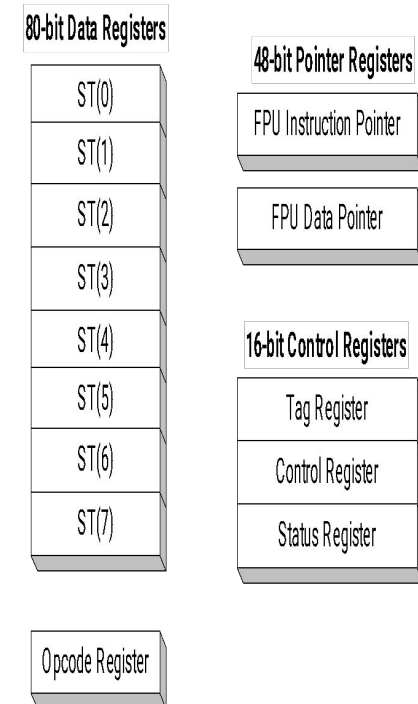 80-bit Data Registers
ST(0)
ST(1)
ST(2)
ST(3)
ST(4)
ST(5)
ST(6)
ST(7)
Opcode Register
48-bit Pointer Registers
FPU Instruction Pointer
FPU Data Pointer
16-bit Control Registers
Tag Register
Control Register
Status Register